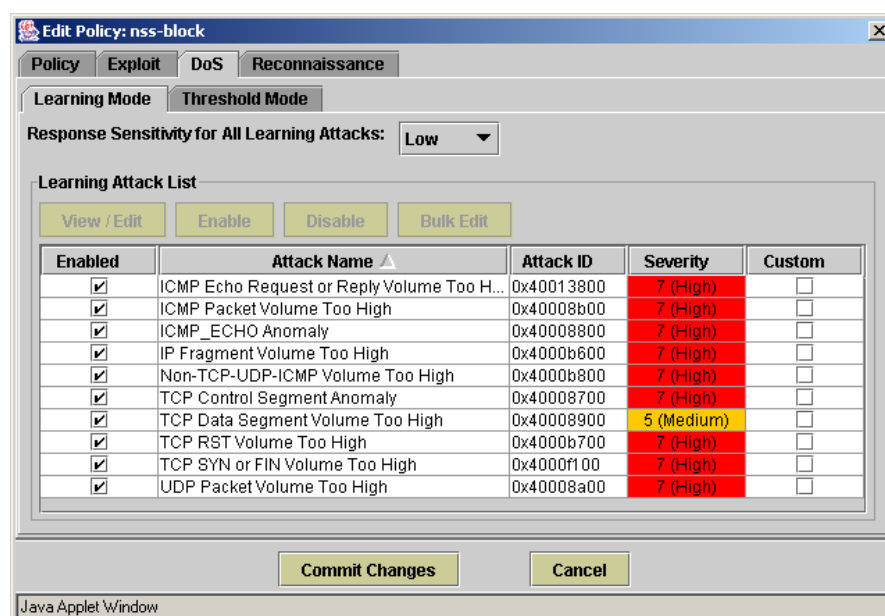 Edit Policy: nss-block
Policy Exploit DoS Reconnaissance
Learning Mode Threshold Mode
Response Sensitivity for All Learning Attacks: Low
Learning Attack List
View / Edit Enable Disable Bulk Edit
Enabled Attack Name Attack ID Severity Custom
ICMP Echo Request or Reply Volume Too H... 0x40013800 7 (High)
ICMP Packet Volume Too High 0x40008b00 7 (High)
ICMP_ECHO Anomaly 0x40008800 7 (High)
IP Fragment Volume Too High 0x4000b600 7 (High)
Non-TCP-UDP-ICMP Volume Too High 0x4000b800 7 (High)
TCP Control Segment Anomaly 0x40008700 7 (High)
TCP Data Segment Volume Too High 0x40008900 5 (Medium)
TCP RST Volume Too High 0x4000b700 7 (High)
TCP SYN or FIN Volume Too High 0x4000f100 7 (High)
UDP Packet Volume Too High 0x40008a00 7 (High)
Commit Changes Cancel
Java Applet Window